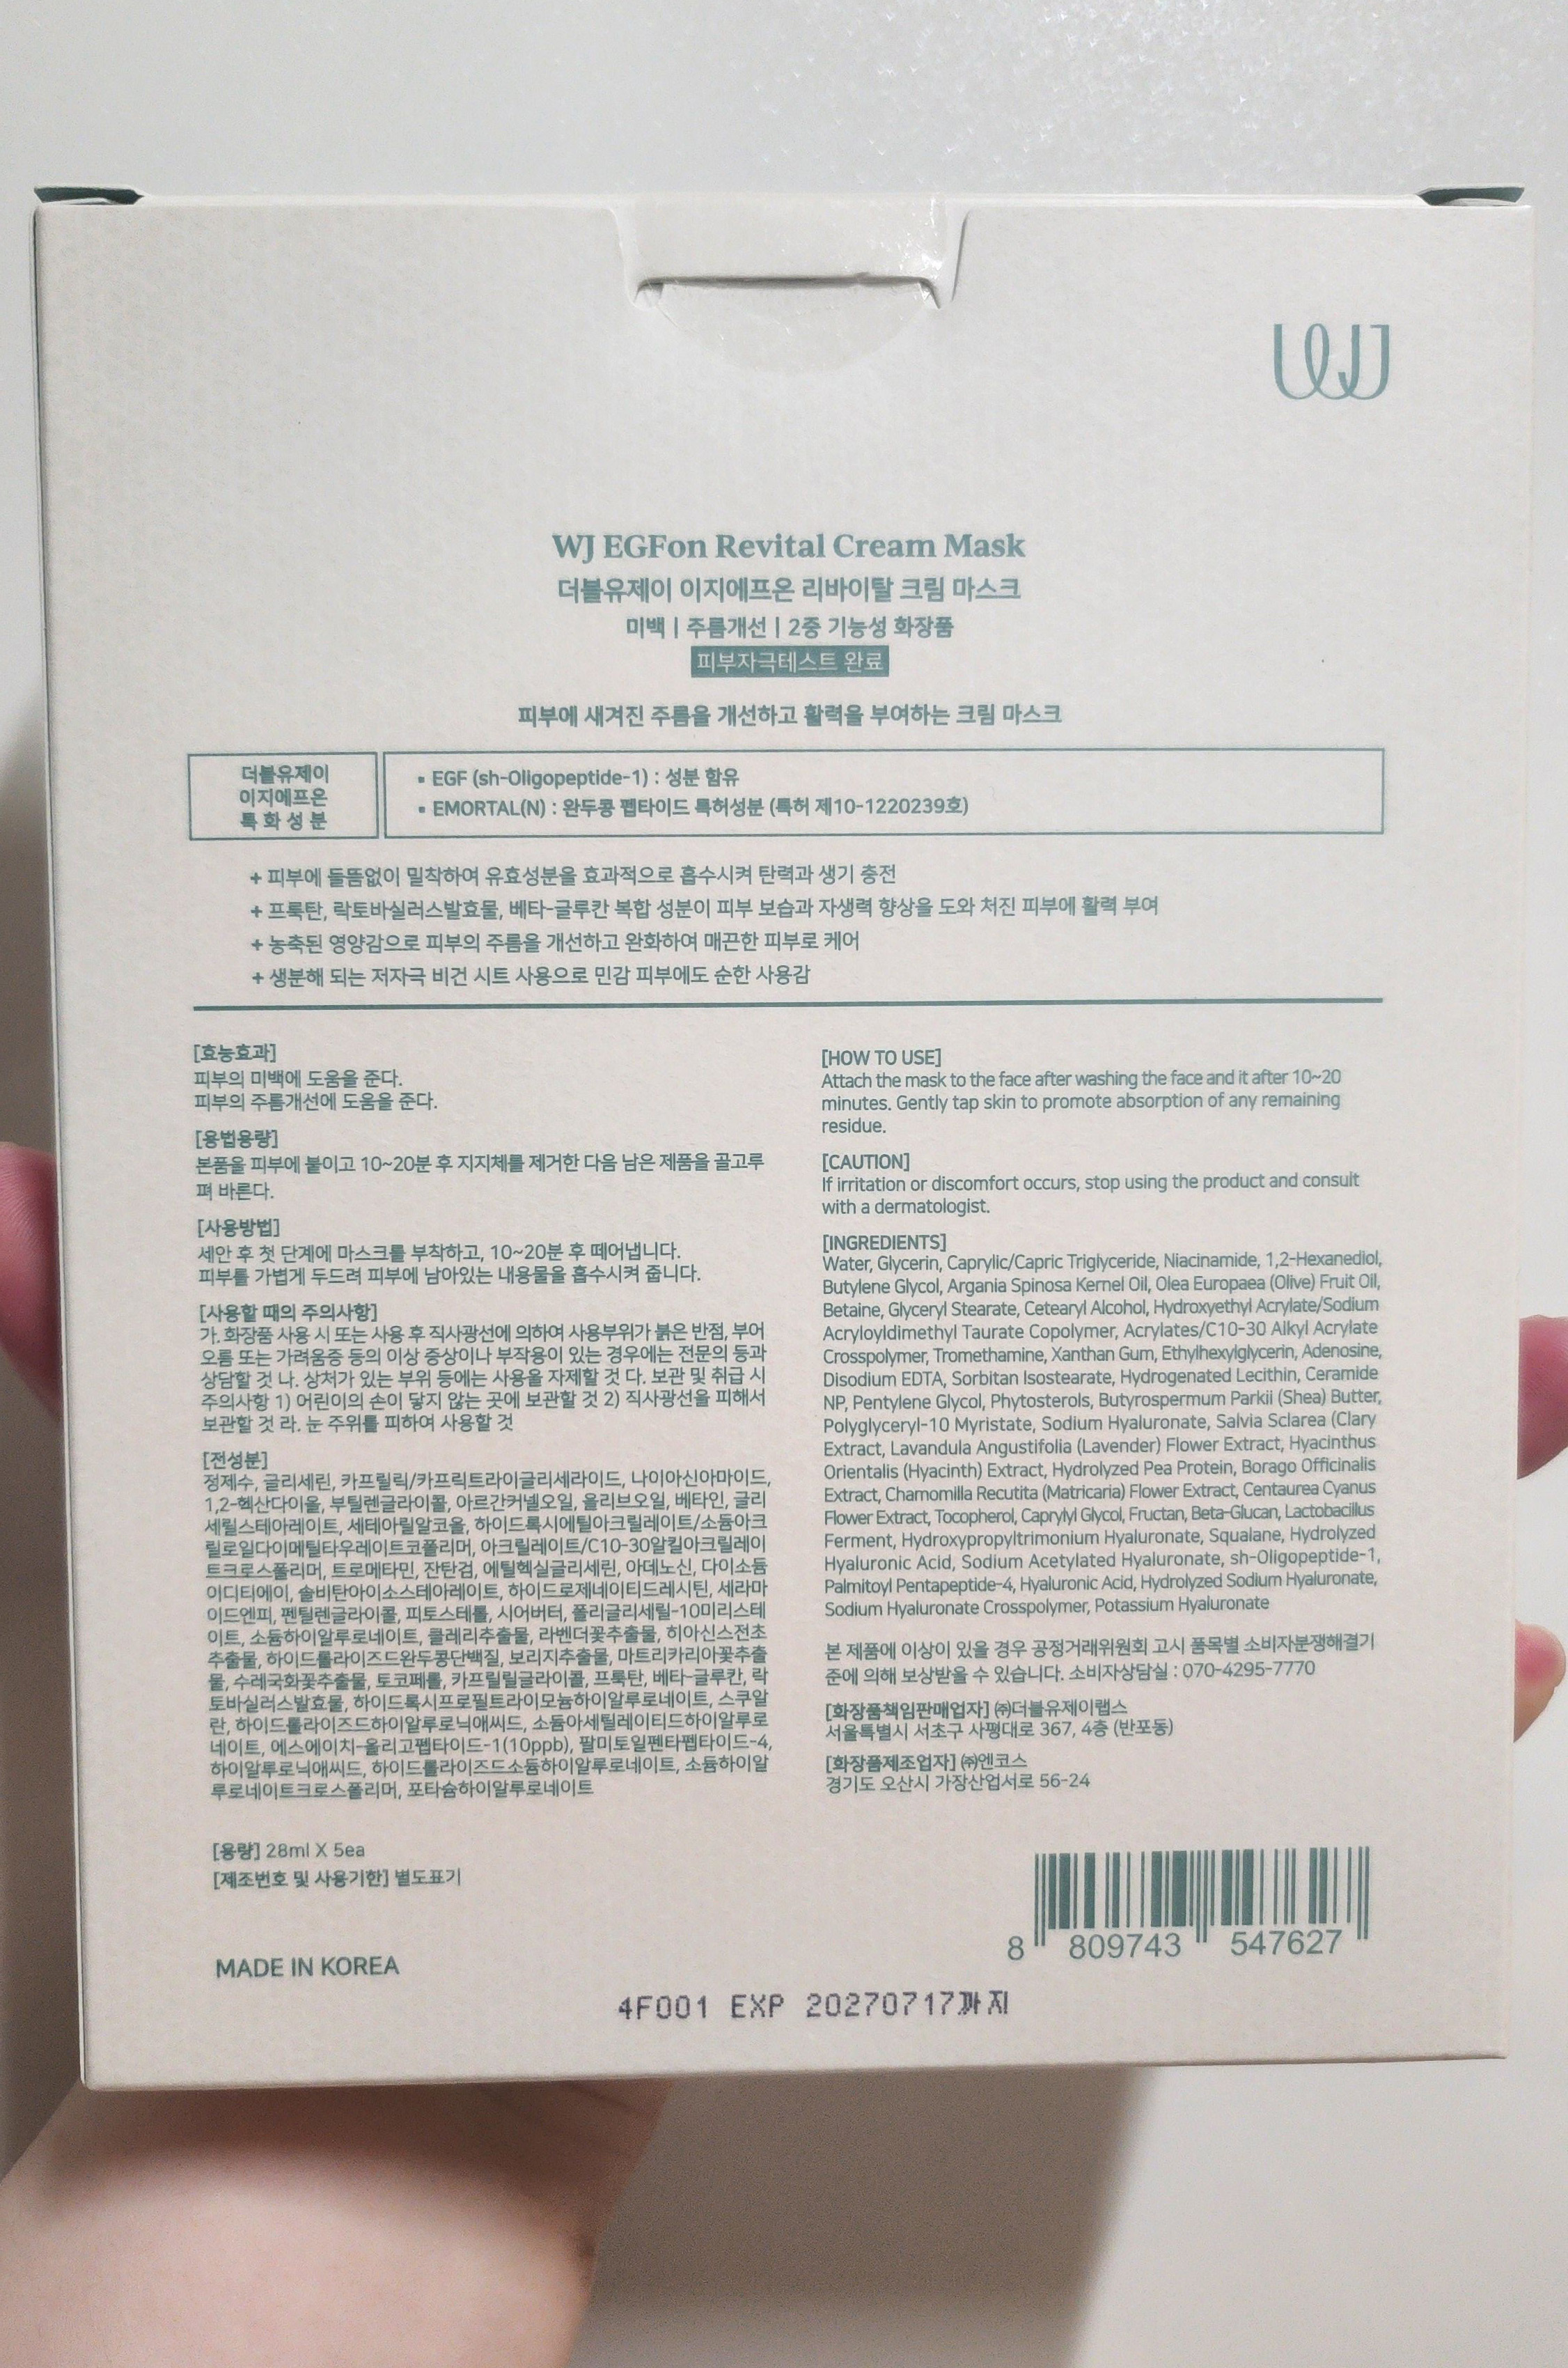 WJ
WJ EGFon Revital Cream Mask
더블유제이 이지에프온 리바이탈 크림 마스크
미백 | 주름개선 | 2중 기능성 화장품
피부자극테스트 완료
피부에 새겨진 주름을 개선하고 활력을 부여하는 크림 마스크
더블유제이
이지에프온
특화성분
▪ EGF (sh-Oligopeptide-1) : 성분 함유
▪ EMORTAL(N) : 완두콩 펩타이드 특허성분 (특허 제10-1220239호)
+ 피부에 들뜸없이 밀착하여 유효성분을 효과적으로 흡수시켜 탄력과 생기 충전
+ 프룩탄, 락토바실러스발효물, 베타-글루칸 복합 성분이 피부 보습과 자생력 향상을 도와 처진 피부에 활력 부여
+ 농축된 영양감으로 피부의 주름을 개선하고 완화하여 매끈한 피부로 케어
+ 생분해 되는 저자극 비건 시트 사용으로 민감 피부에도 순한 사용감
[효능효과]
피부의 미백에 도움을 준다.
피부의 주름개선에 도움을 준다.
[용법용량]
본품을 피부에 붙이고 10~20분 후 지지체를 제거한 다음 남은 제품을 골고루
펴 바른다.
[사용방법]
세안 후 첫 단계에 마스크를 부착하고, 10~20분 후 떼어냅니다.
피부를 가볍게 두드려 피부에 남아있는 내용물을 흡수시켜 줍니다.
[사용할 때의 주의사항]
가. 화장품 사용 시 또는 사용 후 직사광선에 의하여 사용부위가 붉은 반점, 부어
오름 또는 가려움증 등의 이상 증상이나 부작용이 있는 경우에는 전문의 등과
상담할 것 나. 상처가 있는 부위 등에는 사용을 자제할 것 다. 보관 및 취급 시
주의사항 1) 어린이의 손이 닿지 않는 곳에 보관할 것 2) 직사광선을 피해서
보관할 것 라. 눈 주위를 피하여 사용할 것
[전성분]
정제수, 글리세린, 카프릴릭/카프릭트라이글리세라이드, 나이아신아마이드,
1,2-헥산다이올, 부틸렌글라이콜, 아르간커넬오일, 올리브오일, 베타인, 글리
세릴스테아레이트, 세테아릴알코올, 하이드록시에틸아크릴레이트/소듐아크
릴로일다이메틸타우레이트코폴리머, 아크릴레이트/C10-30알킬아크릴레이
트크로스폴리머, 트로메타민, 잔탄검, 에틸헥실글리세린, 아데노신, 다이소듐
이디티에이, 솔비탄아이소스테아레이트, 하이드로제네이티드레시틴, 세라마
이드엔피, 펜틸렌글라이콜, 피토스테롤, 시어버터, 폴리글리세릴-10미리스테
이트, 소듐하이알루로네이트, 클레리추출물, 라벤더꽃추출물, 히아신스전초
추출물, 하이드롤라이즈드완두콩단백질, 보리지추출물, 마트리카리아꽃추출
물, 수레국화꽃추출물, 토코페롤, 카프릴릴글라이콜, 프룩탄, 베타-글루칸, 락
토바실러스발효물, 하이드록시프로필트라이모늄하이알루로네이트, 스쿠알
란, 하이드롤라이즈드하이알루로닉애씨드, 소듐아세틸레이티드하이알루로
네이트, 에스에이치-올리고펩타이드-1(10ppb), 팔미토일펜타펩타이드-4,
하이알루로닉애씨드, 하이드롤라이즈드소듐하이알루로네이트, 소듐하이알
루로네이트크로스폴리머, 포타슘하이알루로네이트
[용량] 28ml X 5ea
[제조번호 및 사용기한] 별도표기
MADE IN KOREA
[HOW TO USE]
Attach the mask to the face after washing the face and it after 10~20
minutes. Gently tap skin to promote absorption of any remaining
residue.
[CAUTION]
If irritation or discomfort occurs, stop using the product and consult
with a dermatologist.
[INGREDIENTS]
Water, Glycerin, Caprylic/Capric Triglyceride, Niacinamide, 1,2-Hexanediol,
Butylene Glycol, Argania Spinosa Kernel Oil, Olea Europaea (Olive) Fruit Oil,
Betaine, Glyceryl Stearate, Cetearyl Alcohol, Hydroxyethyl Acrylate/Sodium
Acryloyldimethyl Taurate Copolymer, Acrylates/C10-30 Alkyl Acrylate
Crosspolymer, Tromethamine, Xanthan Gum, Ethylhexylglycerin, Adenosine,
Disodium EDTA, Sorbitan Isostearate, Hydrogenated Lecithin, Ceramide
NP, Pentylene Glycol, Phytosterols, Butyrospermum Parkii (Shea) Butter,
Polyglyceryl-10 Myristate, Sodium Hyaluronate, Salvia Sclarea (Clary
Extract, Lavandula Angustifolia (Lavender) Flower Extract, Hyacinthus
Orientalis (Hyacinth) Extract, Hydrolyzed Pea Protein, Borago Officinalis
Extract, Chamomilla Recutita (Matricaria) Flower Extract, Centaurea Cyanus
Flower Extract, Tocopherol, Caprylyl Glycol, Fructan, Beta-Glucan, Lactobacillus
Ferment, Hydroxypropyltrimonium Hyaluronate, Squalane, Hydrolyzed
Hyaluronic Acid, Sodium Acetylated Hyaluronate, sh-Oligopeptide-1,
Palmitoyl Pentapeptide-4, Hyaluronic Acid, Hydrolyzed Sodium Hyaluronate,
Sodium Hyaluronate Crosspolymer, Potassium Hyaluronate
본 제품에 이상이 있을 경우 공정거래위원회 고시 품목별 소비자분쟁해결기
준에 의해 보상받을 수 있습니다. 소비자상담실 : 070-4295-7770
[화장품책임판매업자] ㈜더블유제이랩스
서울특별시 서초구 사평대로 367, 4층 (반포동)
[화장품제조업자] ㈜엔코스
경기도 오산시 가장산업서로 56-24
8 809743 547627
4F001 EXP 20270717까지